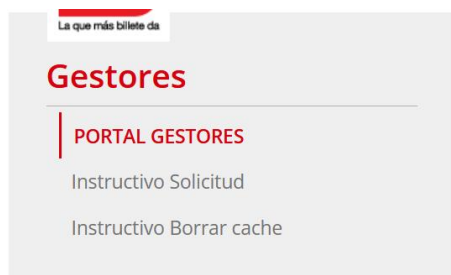 La que más billete da
Gestores
PORTAL GESTORES
Instructivo Solicitud
Instructivo Borrar cache